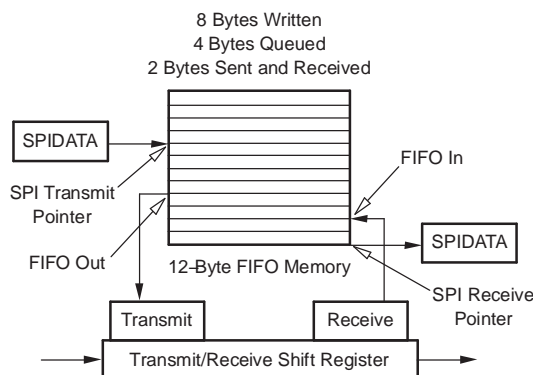 8 Bytes Written
4 Bytes Queued
2 Bytes Sent and Received
SPIDATA
SPI Transmit
Pointer
FIFO Out
FIFO In
SPIDATA
12–Byte FIFO Memory
SPI Receive
Pointer
Transmit
Receive
Transmit/Receive Shift Register